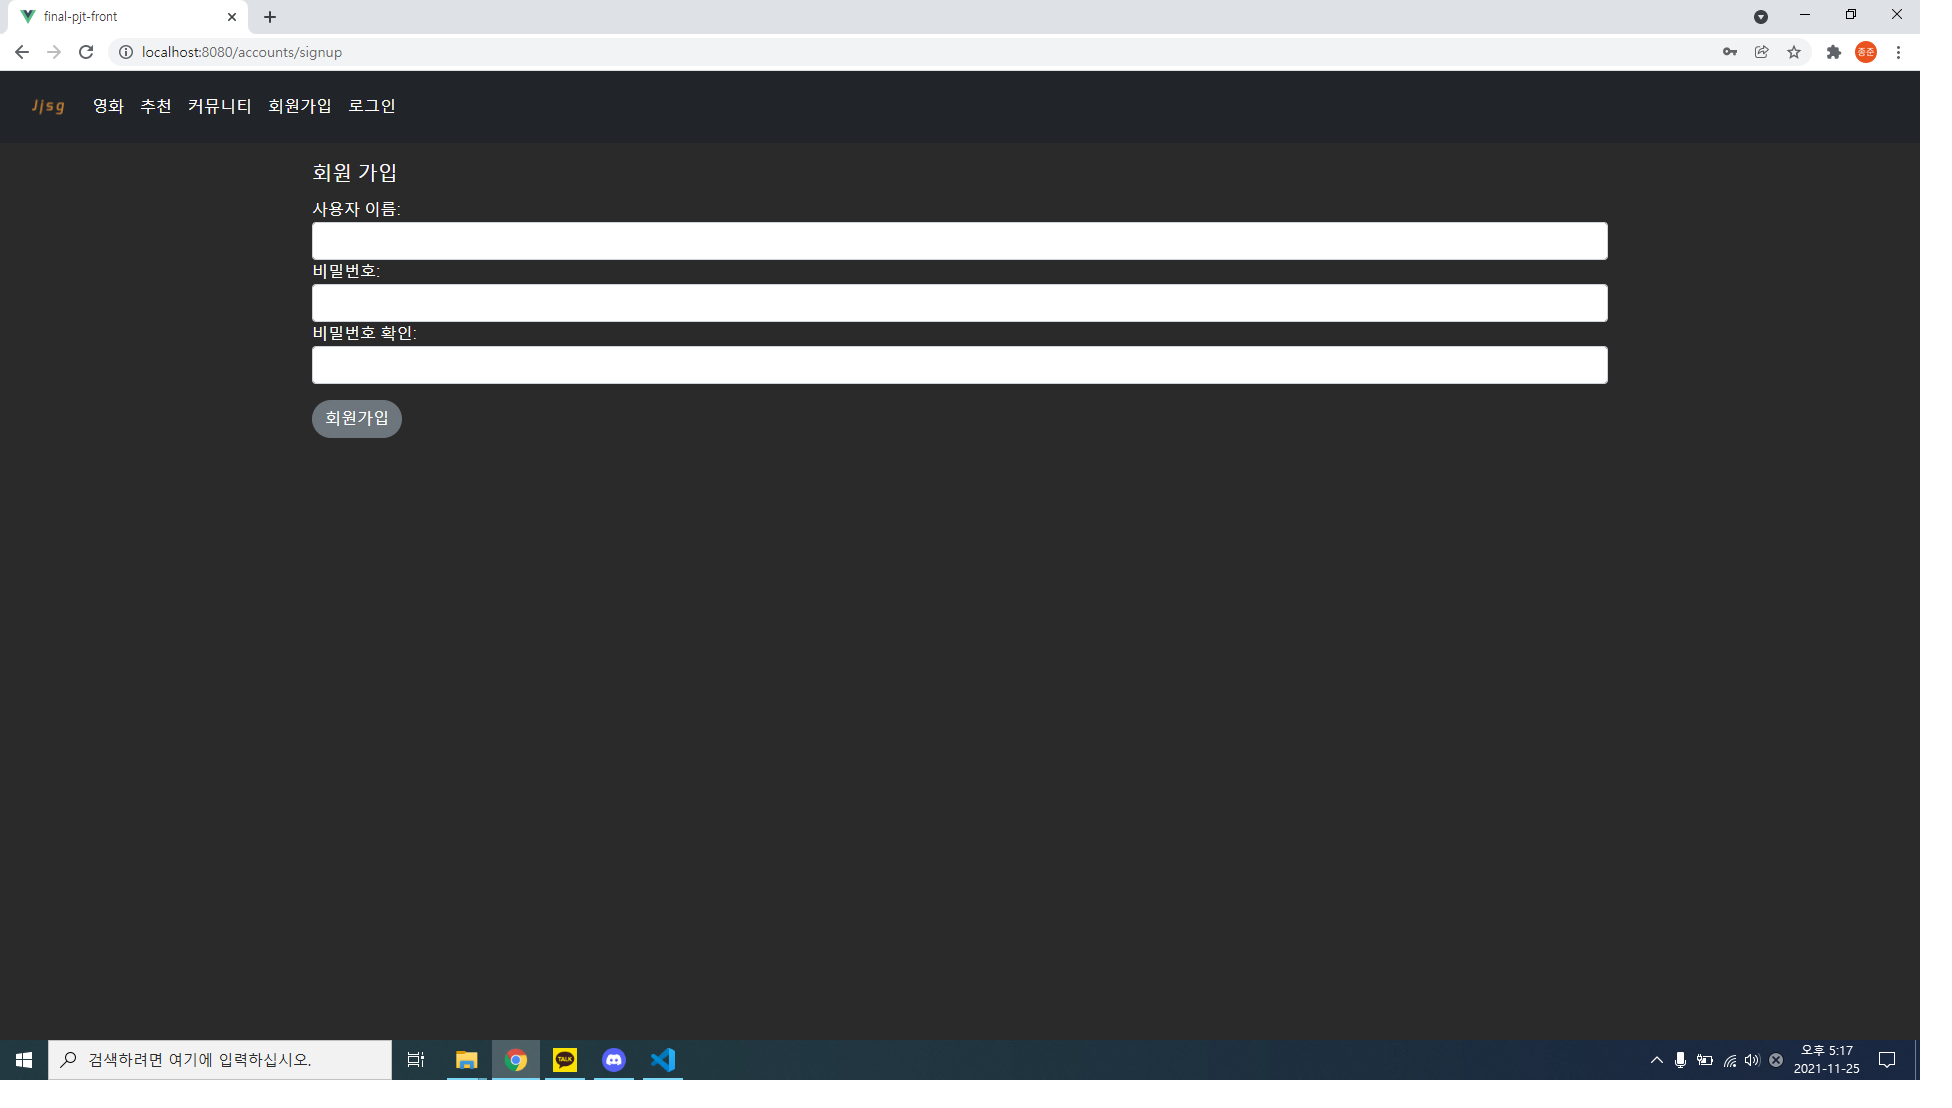 final-pjt-front
localhost:8080/accounts/signup
종준
Jjsg 영화 추천 커뮤니티 회원가입 로그인
회원 가입
사용자 이름:
비밀번호:
비밀번호 확인:
회원가입
검색하려면 여기에 입력하십시오.
TALK
오후 5:17
2021-11-25